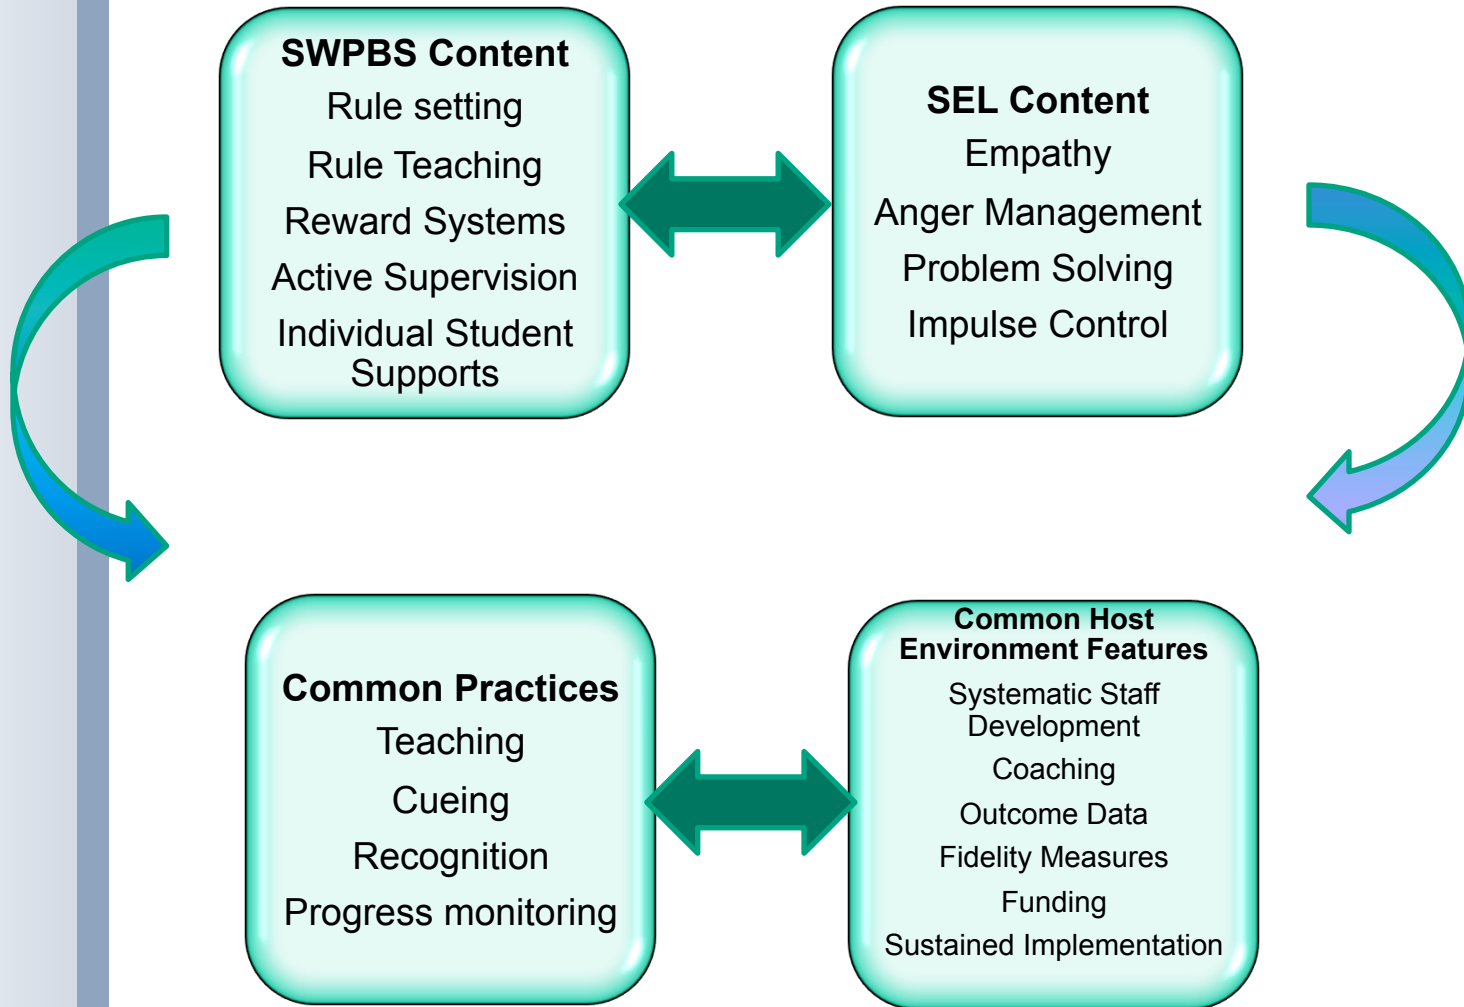 SWPBS Content
Rule setting
Rule Teaching
Reward Systems
Active Supervision
Individual Student
Supports
SEL Content
Empathy
Anger Management
Problem Solving
Impulse Control
Common Practices
Teaching
Cueing
Recognition
Progress monitoring
Common Host
Environment Features
Systematic Staff
Development
Coaching
Outcome Data
Fidelity Measures
Funding
Sustained Implementation